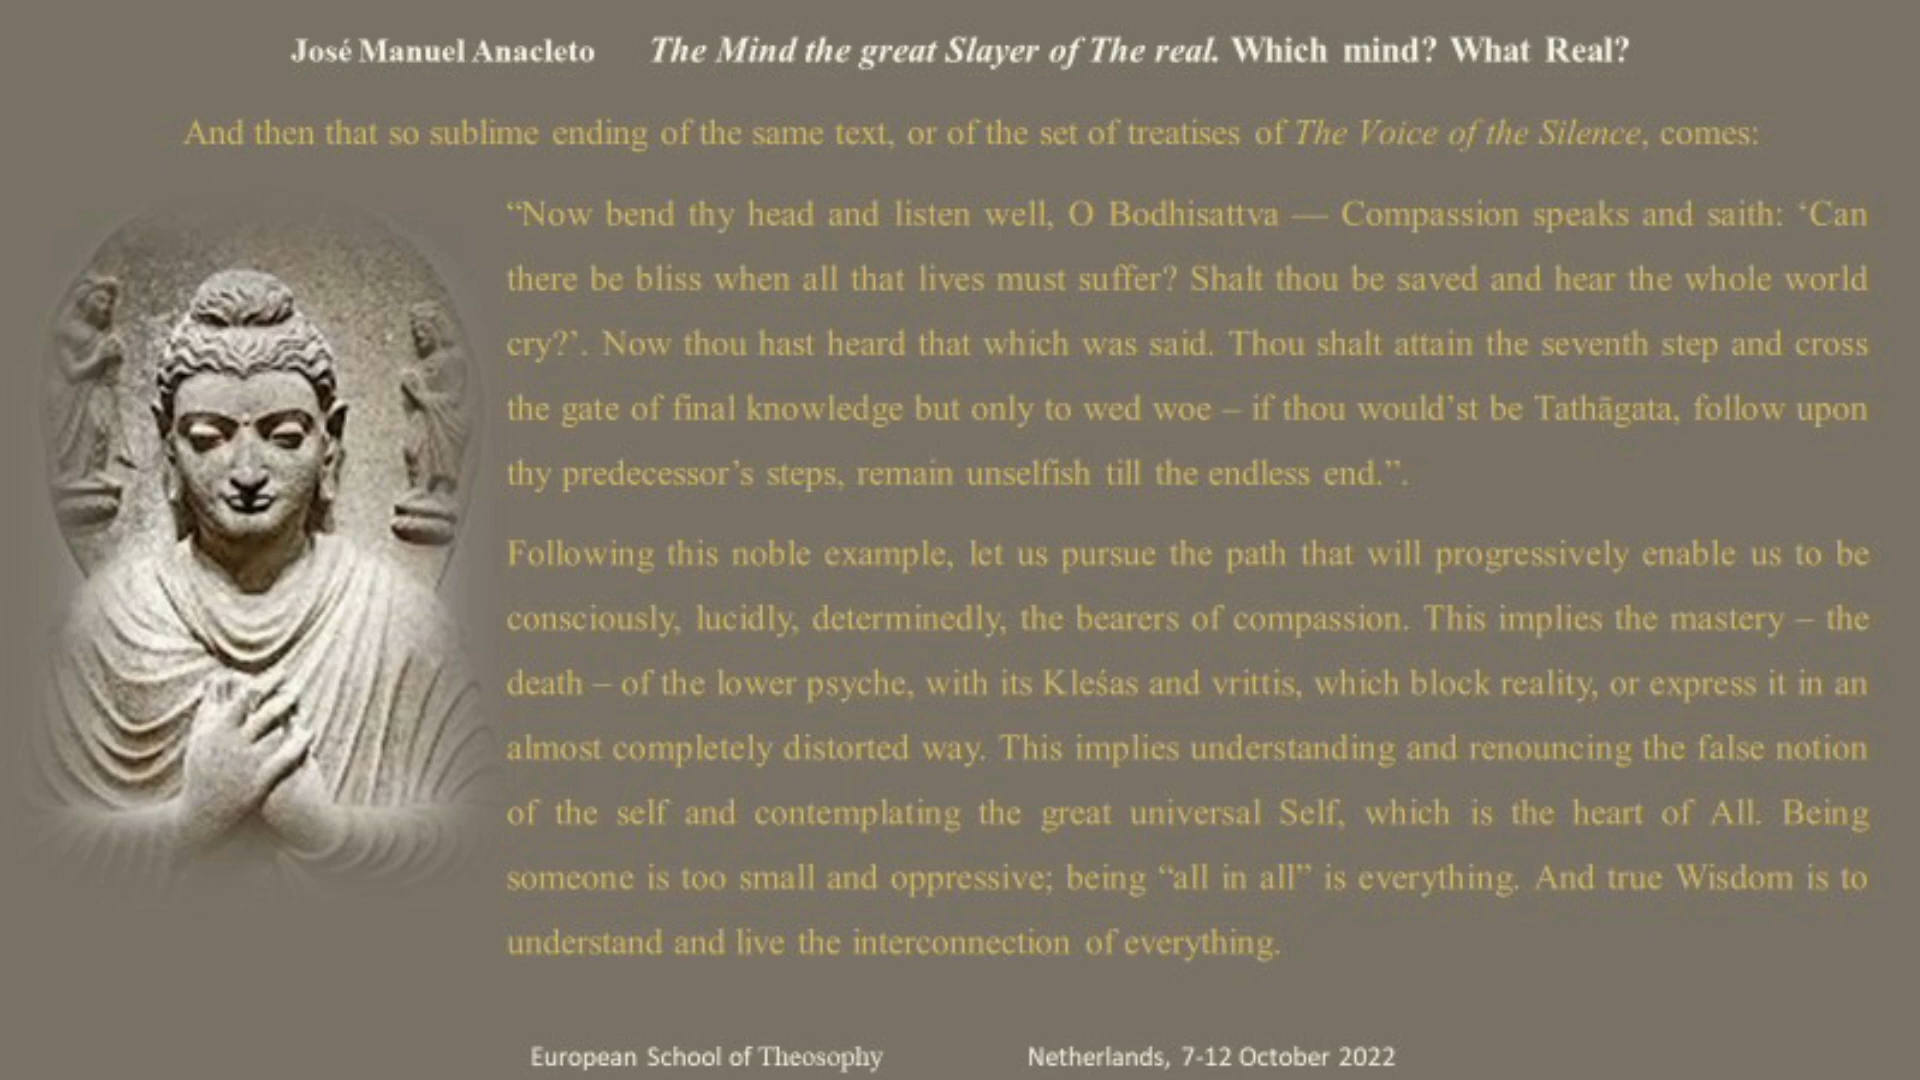 José Manuel Anacleto The Mind the great Slayer of The real. Which mind? What Real?
And then that so sublime ending of the same text, or of the set of treatises of The Voice of the Silence, comes:
“Now bend thy head and listen well, O Bodhisattva — Compassion speaks and saith: ‘Can
there be bliss when all that lives must suffer? Shalt thou be saved and hear the whole world
cry?’. Now thou hast heard that which was said. Thou shalt attain the seventh step and cross
the gate of final knowledge but only to wed woe – if thou would’st be Tathāgata, follow upon
thy predecessor’s steps, remain unselfish till the endless end.”.
Following this noble example, let us pursue the path that will progressively enable us to be
consciously, lucidly, determinedly, the bearers of compassion. This implies the mastery – the
death – of the lower psyche, with its Kleśas and vrittis, which block reality, or express it in an
almost completely distorted way. This implies understanding and renouncing the false notion
of the self and contemplating the great universal Self, which is the heart of All. Being
someone is too small and oppressive; being “all in all” is everything. And true Wisdom is to
understand and live the interconnection of everything.
European School of Theosophy Netherlands, 7-12 October 2022